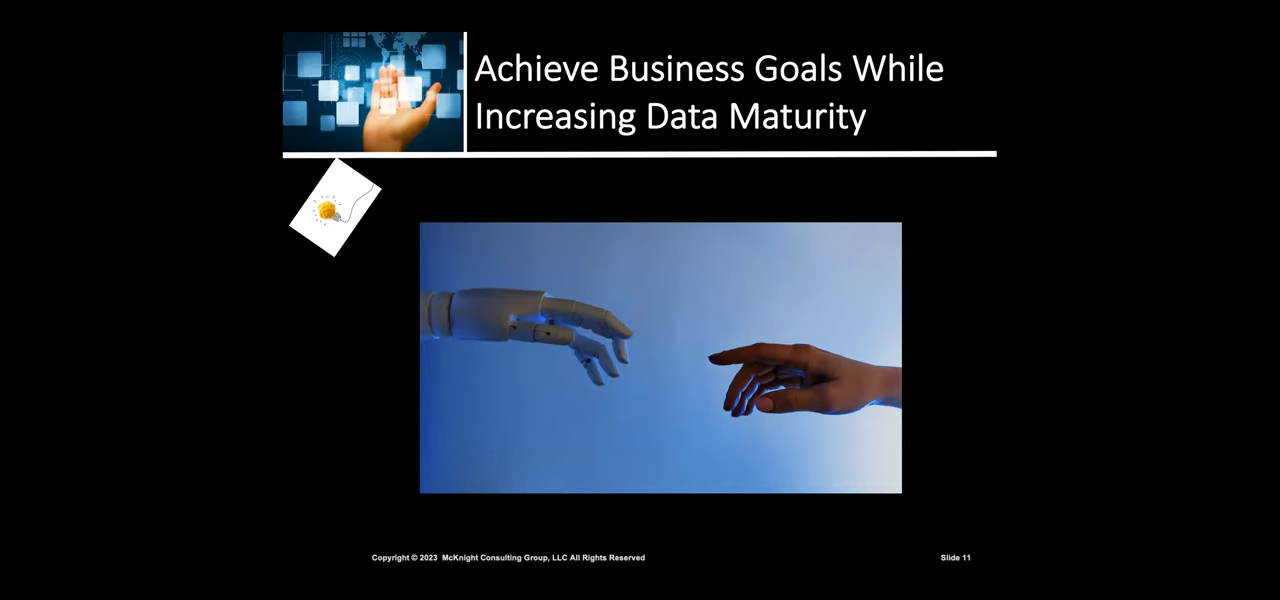 Achieve Business Goals While
Increasing Data Maturity
Copyright © 2023 McKnight Consulting Group, LLC All Rights Reserved
Slide 11